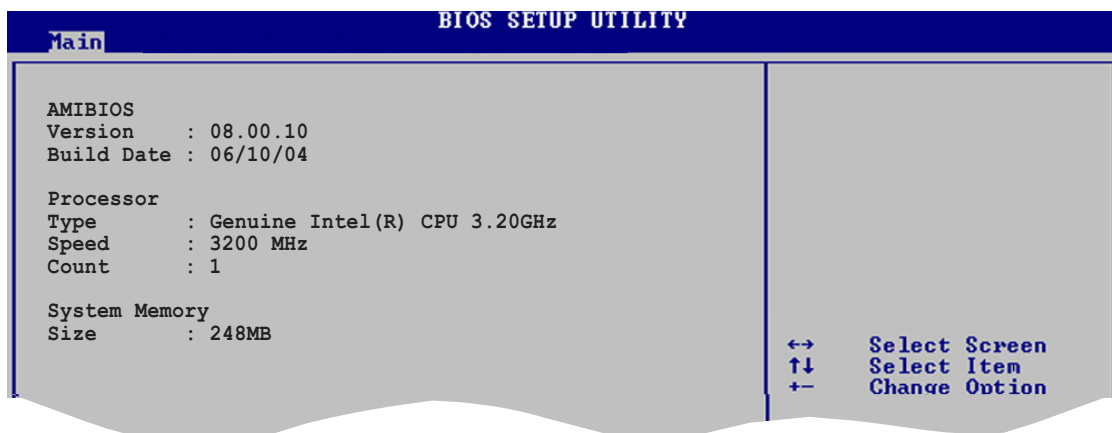 BIOS SETUP UTILITY
Main
AMIBIOS
Version : 08.00.10
Build Date : 06/10/04
Processor
Type : Genuine Intel(R) CPU 3.20GHz
Speed : 3200 MHz
Count : 1
System Memory
Size : 248MB
←→ Select Screen
↑↓ Select Item
+- Change Option